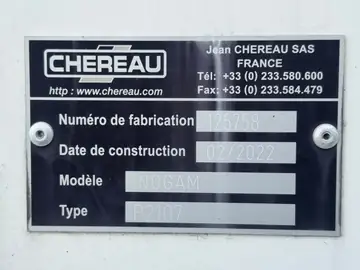 CHEREAU
http : www.chereau.com
Jean CHEREAU SAS
FRANCE
Tél: +33 (0) 233.580.600
Fax: +33 (0) 233.584.479
Numéro de fabrication 125758
Date de construction 02/2022
Modèle
Type